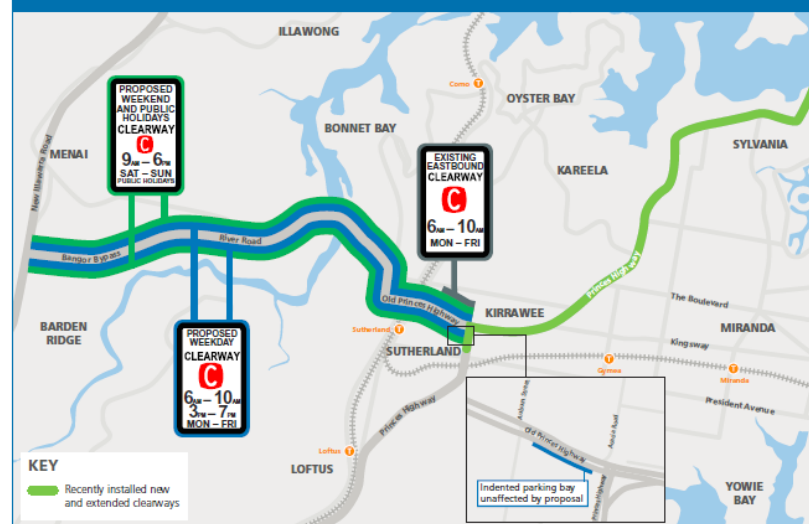 ILLAWONG
Como
OYSTER BAY
PROPOSED
WEEKEND
AND PUBLIC
HOLIDAYS
CLEARWAY
C
9AM – 6PM
SAT – SUN
PUBLIC HOLIDAYS
BONNET BAY
SYLVANIA
New Illawarra Road
MENAI
EXISTING
EASTBOUND
CLEARWAY
C
6AM – 10AM
MON – FRI
KAREELA
River Road
Bangor Bypass
Princes Highway
Old Princes Highway
The Boulevard
KIRRAWEE
BARDEN
RIDGE
Sutherland
MIRANDA
SUTHERLAND
Kingsway
PROPOSED
WEEKDAY
CLEARWAY
C
6AM – 10AM
3PM – 7PM
MON – FRI
Gymea
Miranda
President Avenue
Princes Highway
Old Princes Highway
Acacia Road
Princes Highway
Indented parking bay
unaffected by proposal
Loftus
LOFTUS
YOWIE
BAY
KEY
Recently installed new
and extended clearways